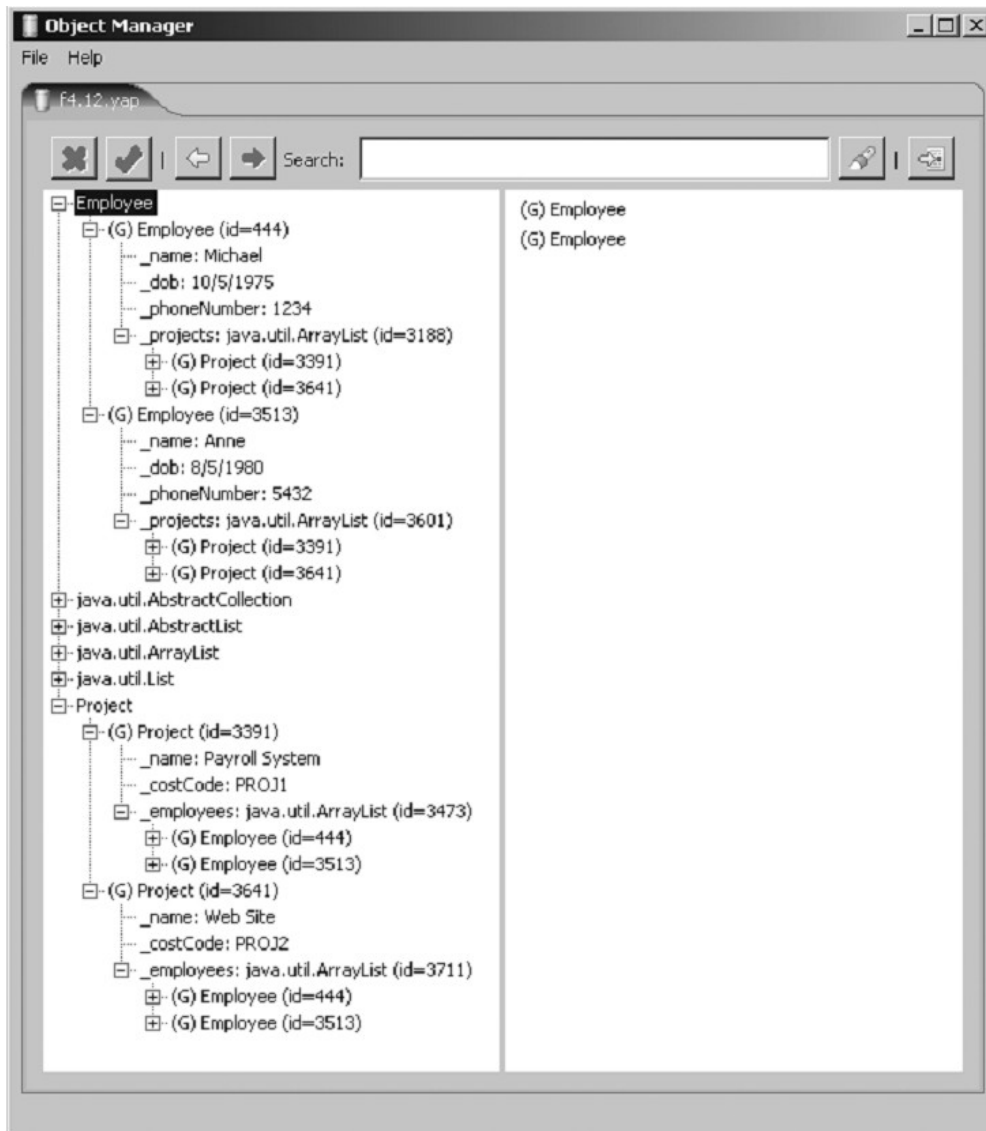 Object Manager
File Help
f4.12.yap
Search:
Employee
(G) Employee (id=444)
_name: Michael
_dob: 10/5/1975
_phoneNumber: 1234
_projects: java.util.ArrayList (id=3188)
(G) Project (id=3391)
(G) Project (id=3641)
(G) Employee (id=3513)
_name: Anne
_dob: 8/5/1980
_phoneNumber: 5432
_projects: java.util.ArrayList (id=3601)
(G) Project (id=3391)
(G) Project (id=3641)
java.util.AbstractCollection
java.util.AbstractList
java.util.ArrayList
java.util.List
Project
(G) Project (id=3391)
_name: Payroll System
_costCode: PROJ1
_employees: java.util.ArrayList (id=3473)
(G) Employee (id=444)
(G) Employee (id=3513)
(G) Project (id=3641)
_name: Web Site
_costCode: PROJ2
_employees: java.util.ArrayList (id=3711)
(G) Employee (id=444)
(G) Employee (id=3513)
(G) Employee
(G) Employee